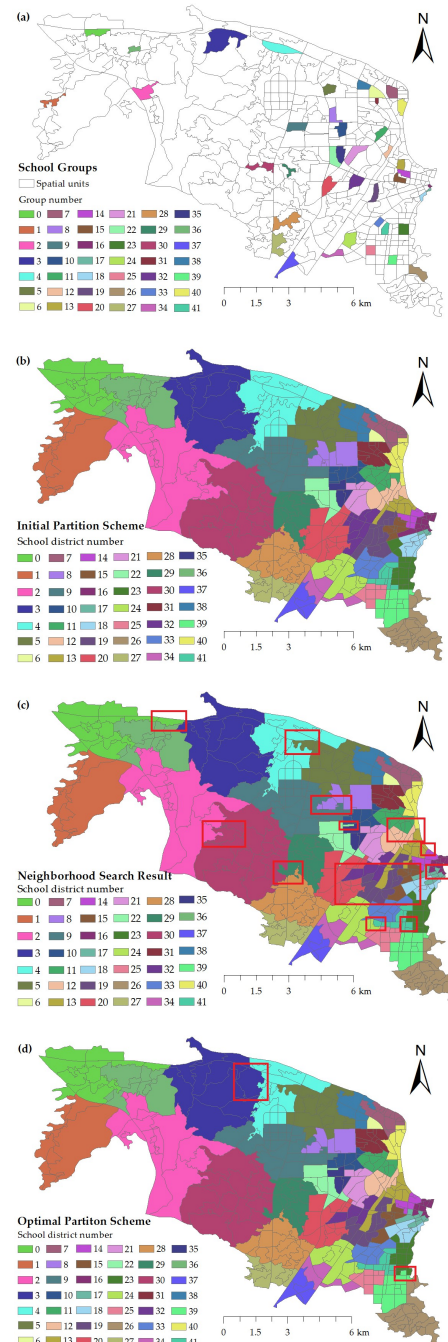 (a)
N
School Groups
Spatial units
Group number
0 7 14 21 28 35
1 8 15 22 29 36
2 9 16 23 30 37
3 10 17 24 31 38
4 11 18 25 32 39
5 12 19 26 33 40
6 13 20 27 34 41
0 1.5 3 6 km
(b)
N
Initial Partition Scheme
School district number
0 7 14 21 28 35
1 8 15 22 29 36
2 9 16 23 30 37
3 10 17 24 31 38
4 11 18 25 32 39
5 12 19 26 33 40
6 13 20 27 34 41
0 1.5 3 6 km
(c)
N
Neighborhood Search Result
School district number
0 7 14 21 28 35
1 8 15 22 29 36
2 9 16 23 30 37
3 10 17 24 31 38
4 11 18 25 32 39
5 12 19 26 33 40
6 13 20 27 34 41
0 1.5 3 6 km
(d)
N
Optimal Partiton Scheme
School district number
0 7 14 21 28 35
1 8 15 22 29 36
2 9 16 23 30 37
3 10 17 24 31 38
4 11 18 25 32 39
5 12 19 26 33 40
6 13 20 27 34 41
0 1.5 3 6 km